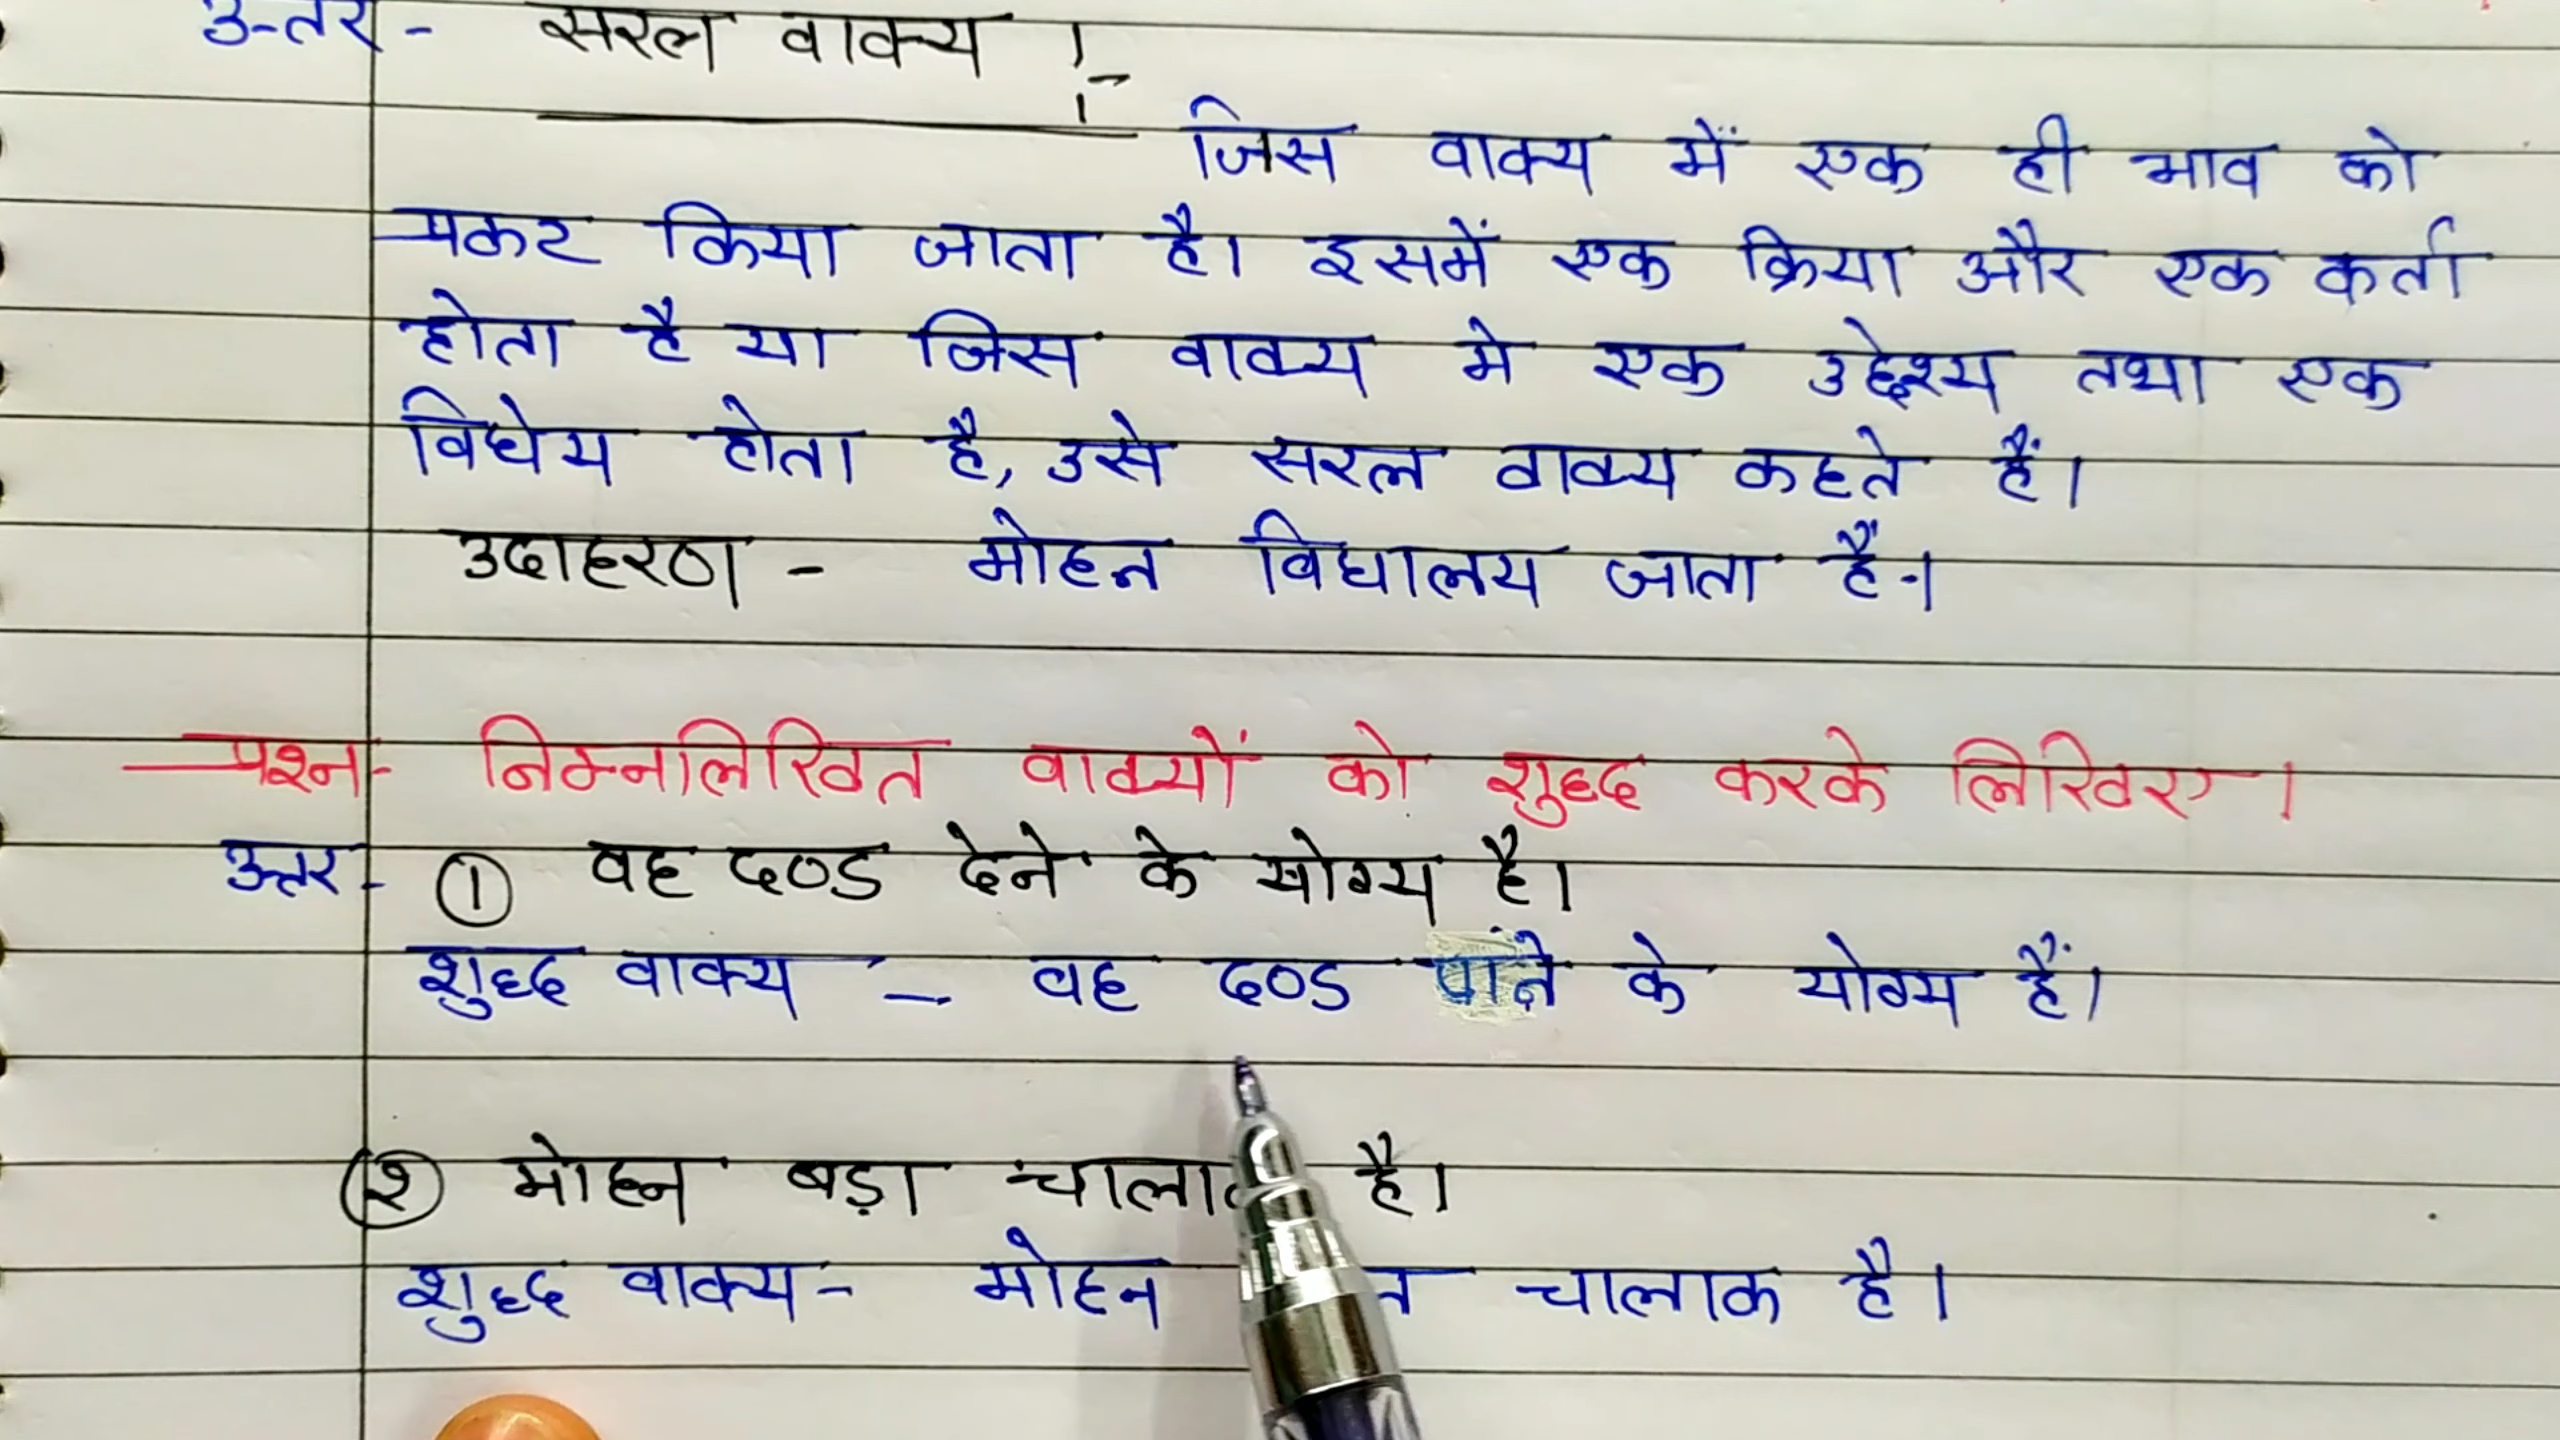 उत्तर - सरल वाक्य :-
जिस वाक्य में एक ही भाव को
प्रकट किया जाता है। इसमें एक क्रिया और एक कर्ता
होता है या जिस वाक्य मे एक उद्देश्य तथा एक
विधेय होता है, उसे सरल वाक्य कहते हैं।
उदाहरण - मोहन विद्यालय जाता है।
प्रश्न- निम्नलिखित वाक्यों को शुद्ध करके लिखिए।
उत्तर- ① वह दण्ड देने के योग्य है।
शुद्ध वाक्य - वह दण्ड पाने के योग्य हैं।
② मोहन बड़ा है।
शुद्ध वाक्य - मोहन चालाक है।